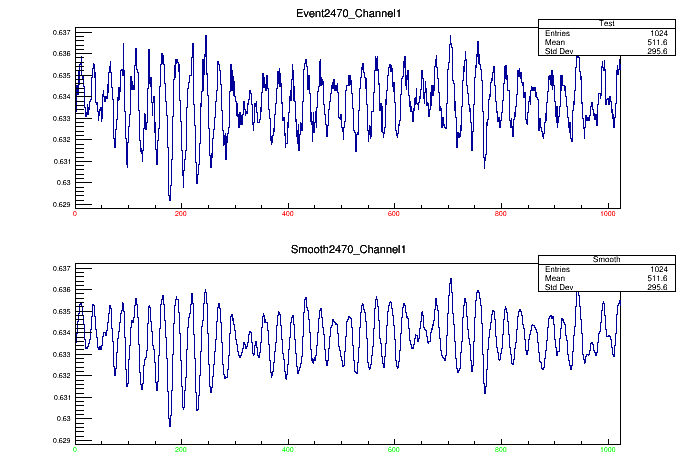 Event2470_Channel1
Test
Entries 1024
Mean 511.6
Std Dev 295.6
0.637
0.636
0.635
0.634
0.633
0.632
0.631
0.63
0.629
0 200 400 600 800 1000
Smooth2470_Channel1
Smooth
Entries 1024
Mean 511.6
Std Dev 295.6
0.637
0.636
0.635
0.634
0.633
0.632
0.631
0.63
0.629
0 200 400 600 800 1000